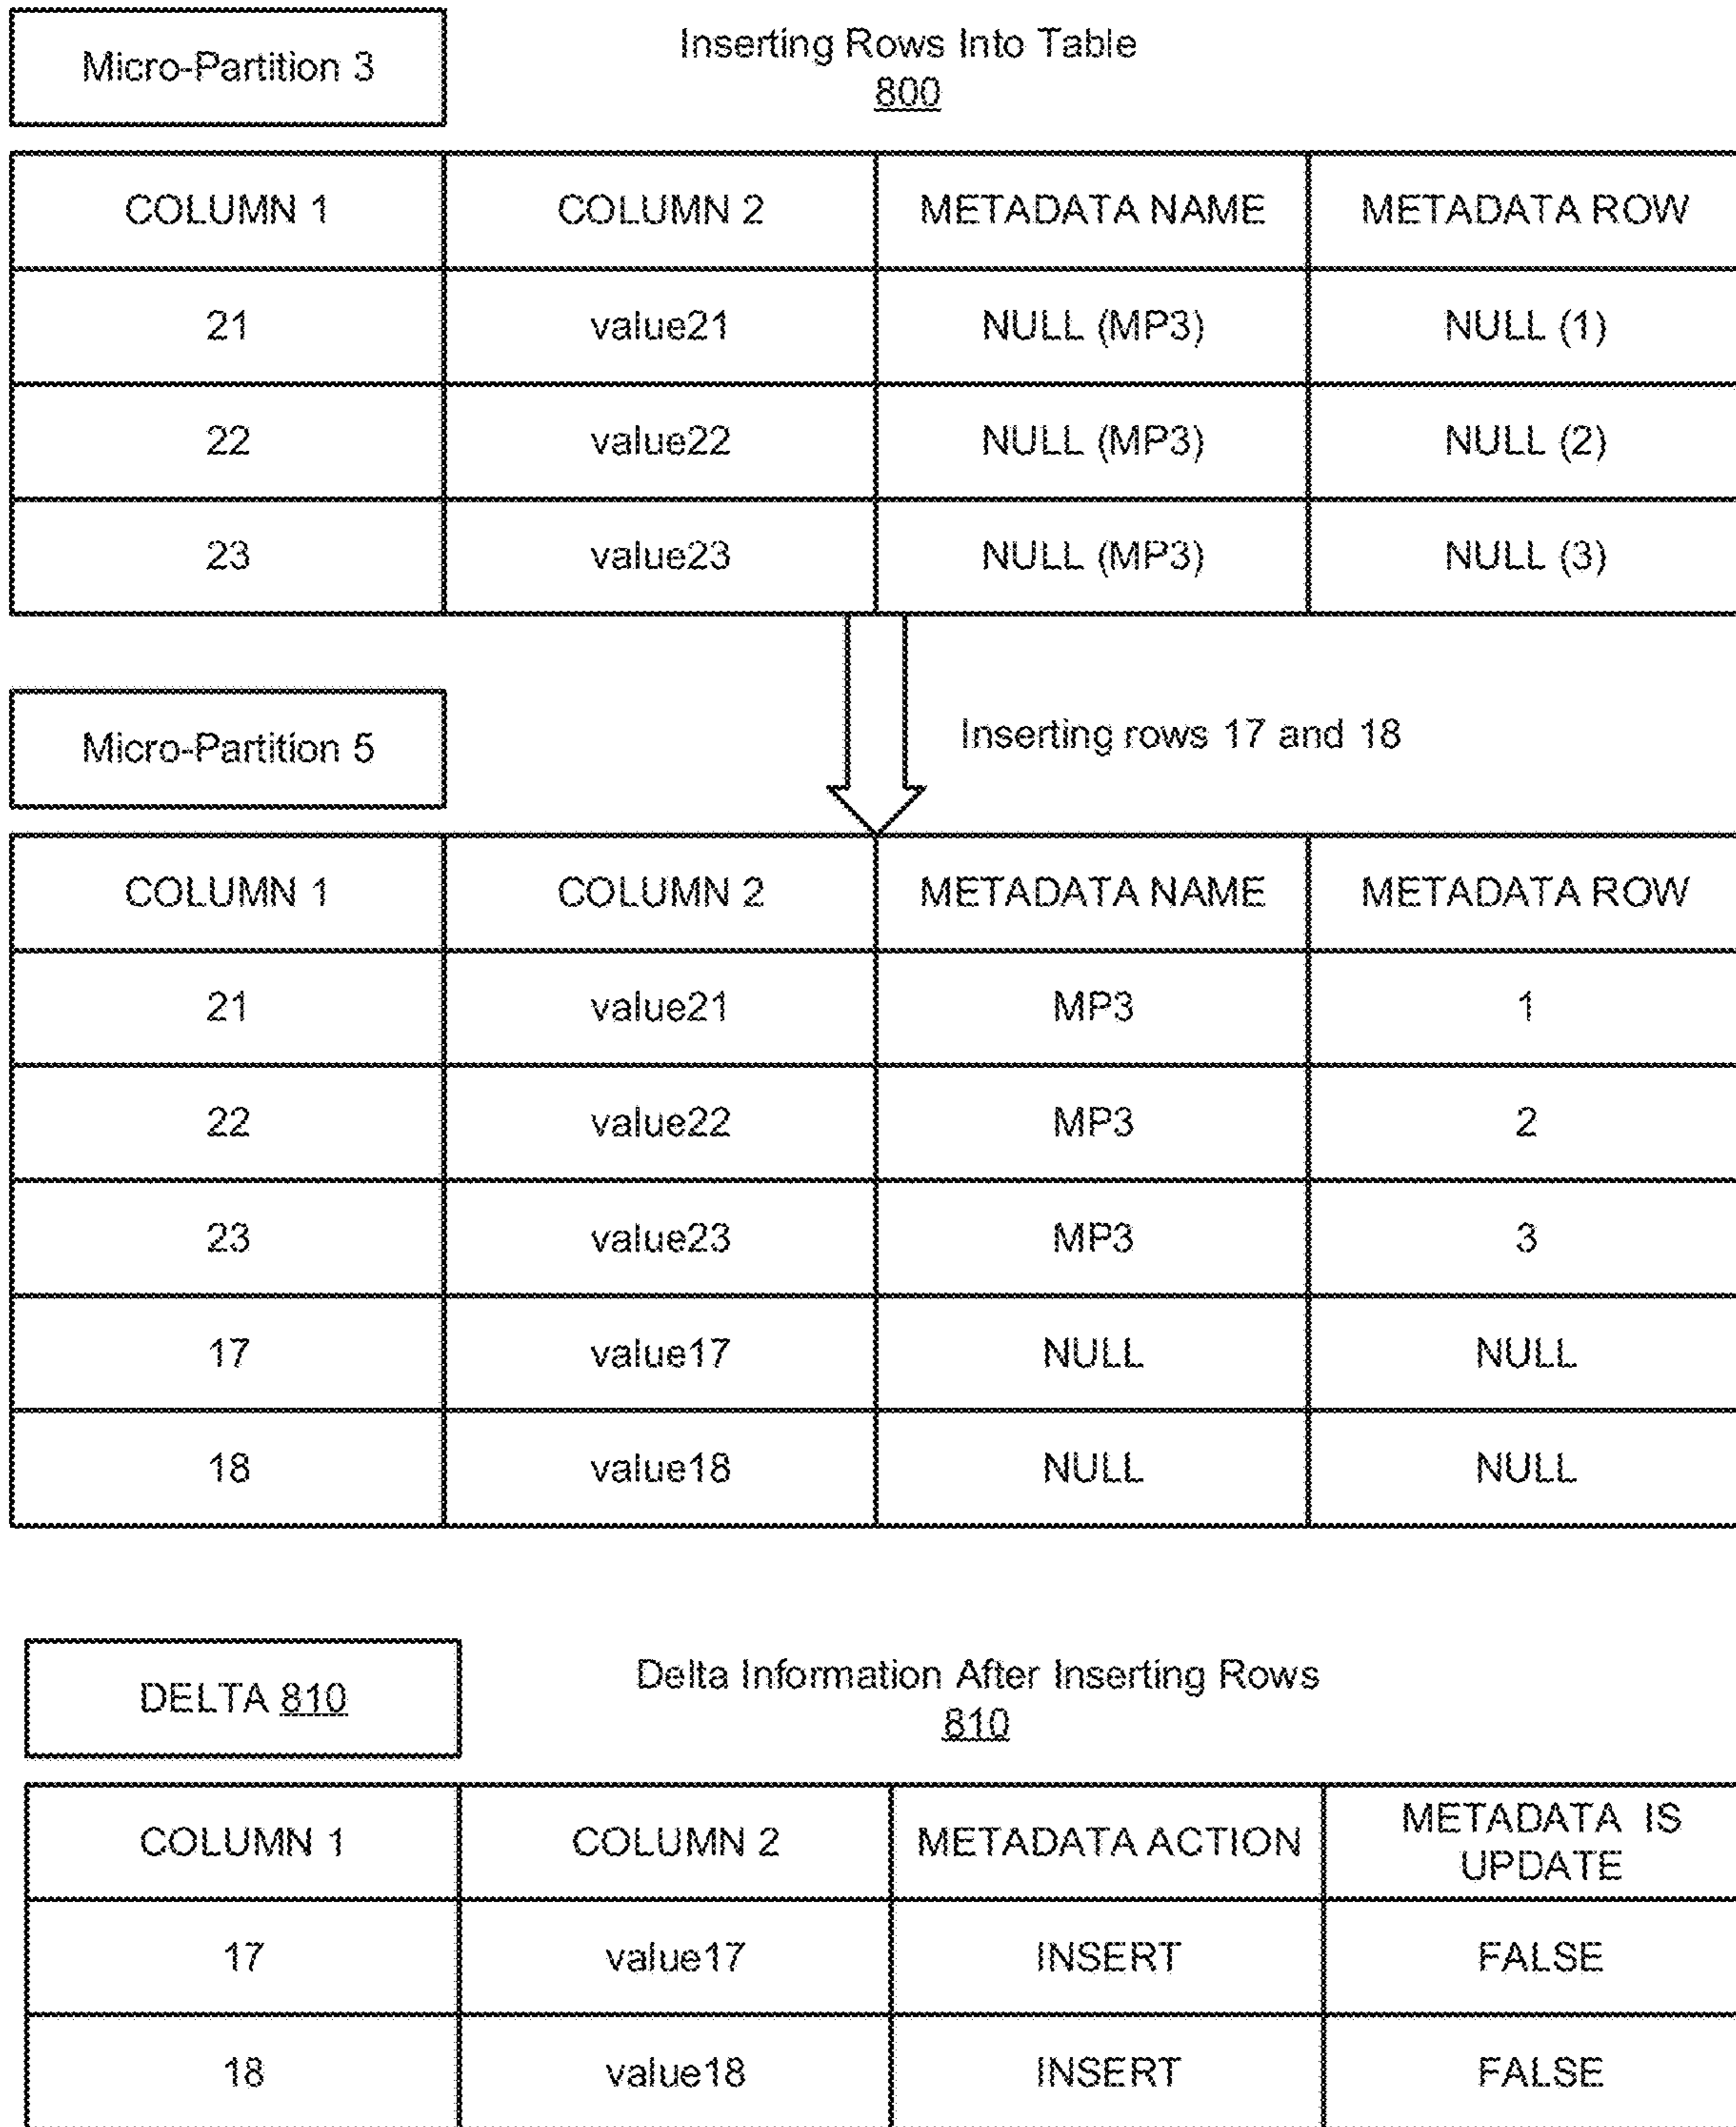 Micro-Partition 3
Inserting Rows Into Table
800
COLUMN 1 COLUMN 2 METADATA NAME METADATA ROW
21 value21 NULL (MP3) NULL (1)
22 value22 NULL (MP3) NULL (2)
23 value23 NULL (MP3) NULL (3)
Micro-Partition 5
Inserting rows 17 and 18
COLUMN 1 COLUMN 2 METADATA NAME METADATA ROW
21 value21 MP3 1
22 value22 MP3 2
23 value23 MP3 3
17 value17 NULL NULL
18 value18 NULL NULL
DELTA 810
Delta Information After Inserting Rows
810
COLUMN 1 COLUMN 2 METADATA ACTION METADATA IS
UPDATE
17 value17 INSERT FALSE
18 value18 INSERT FALSE